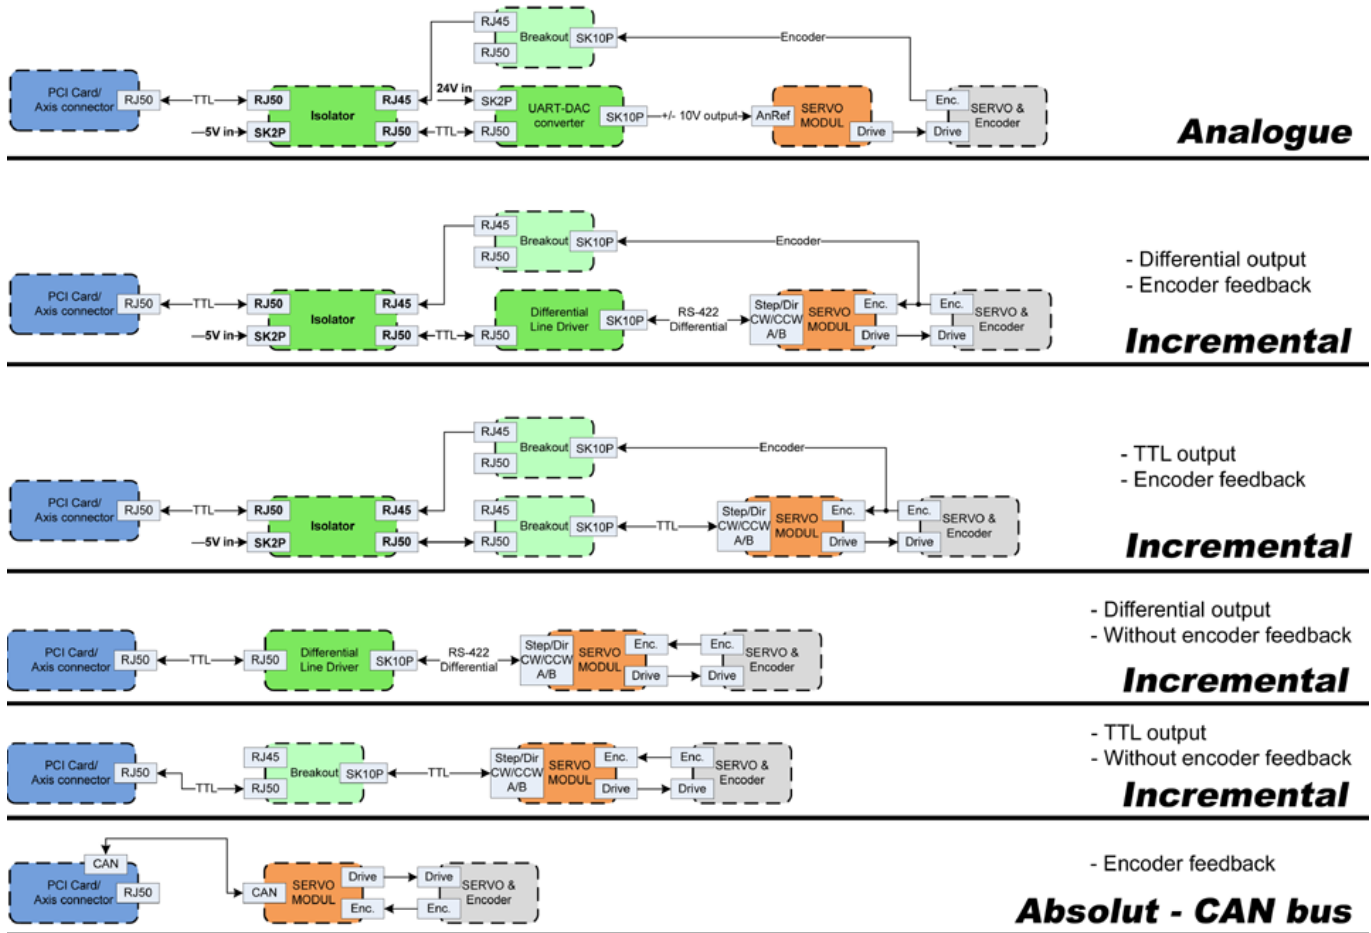 RJ45
Breakout
SK10P
Encoder
RJ50
PCI Card/
Axis connector
RJ50
TTL
RJ50
Isolator
RJ45
24V in
SK2P
UART-DAC
converter
SK10P
+/- 10V output
AnRef
SERVO
MODUL
Drive
Enc.
SERVO &
Encoder
Drive
5V in
SK2P
RJ50
TTL
RJ50
Analogue
RJ45
Breakout
SK10P
Encoder
RJ50
- Differential output
- Encoder feedback
PCI Card/
Axis connector
RJ50
TTL
RJ50
Isolator
RJ45
Differential
Line Driver
SK10P
RS-422
Differential
Step/Dir
CW/CCW
A/B
SERVO
MODUL
Enc.
Drive
Enc.
Drive
SERVO &
Encoder
5V in
SK2P
RJ50
TTL
RJ50
Incremental
RJ45
Breakout
SK10P
Encoder
RJ50
- TTL output
- Encoder feedback
PCI Card/
Axis connector
RJ50
TTL
RJ50
Isolator
RJ45
RJ45
Breakout
SK10P
TTL
Step/Dir
CW/CCW
A/B
SERVO
MODUL
Enc.
Drive
Enc.
Drive
SERVO &
Encoder
5V in
SK2P
RJ50
RJ50
Incremental
- Differential output
- Without encoder feedback
PCI Card/
Axis connector
RJ50
TTL
RJ50
Differential
Line Driver
SK10P
RS-422
Differential
Step/Dir
CW/CCW
A/B
SERVO
MODUL
Enc.
Drive
Enc.
Drive
SERVO &
Encoder
Incremental
- TTL output
- Without encoder feedback
PCI Card/
Axis connector
RJ50
TTL
RJ45
RJ50
Breakout
SK10P
TTL
Step/Dir
CW/CCW
A/B
SERVO
MODUL
Enc.
Drive
Enc.
Drive
SERVO &
Encoder
Incremental
CAN
PCI Card/
Axis connector
RJ50
CAN
SERVO
MODUL
Drive
Enc.
Drive
Enc.
SERVO &
Encoder
- Encoder feedback
Absolut - CAN bus